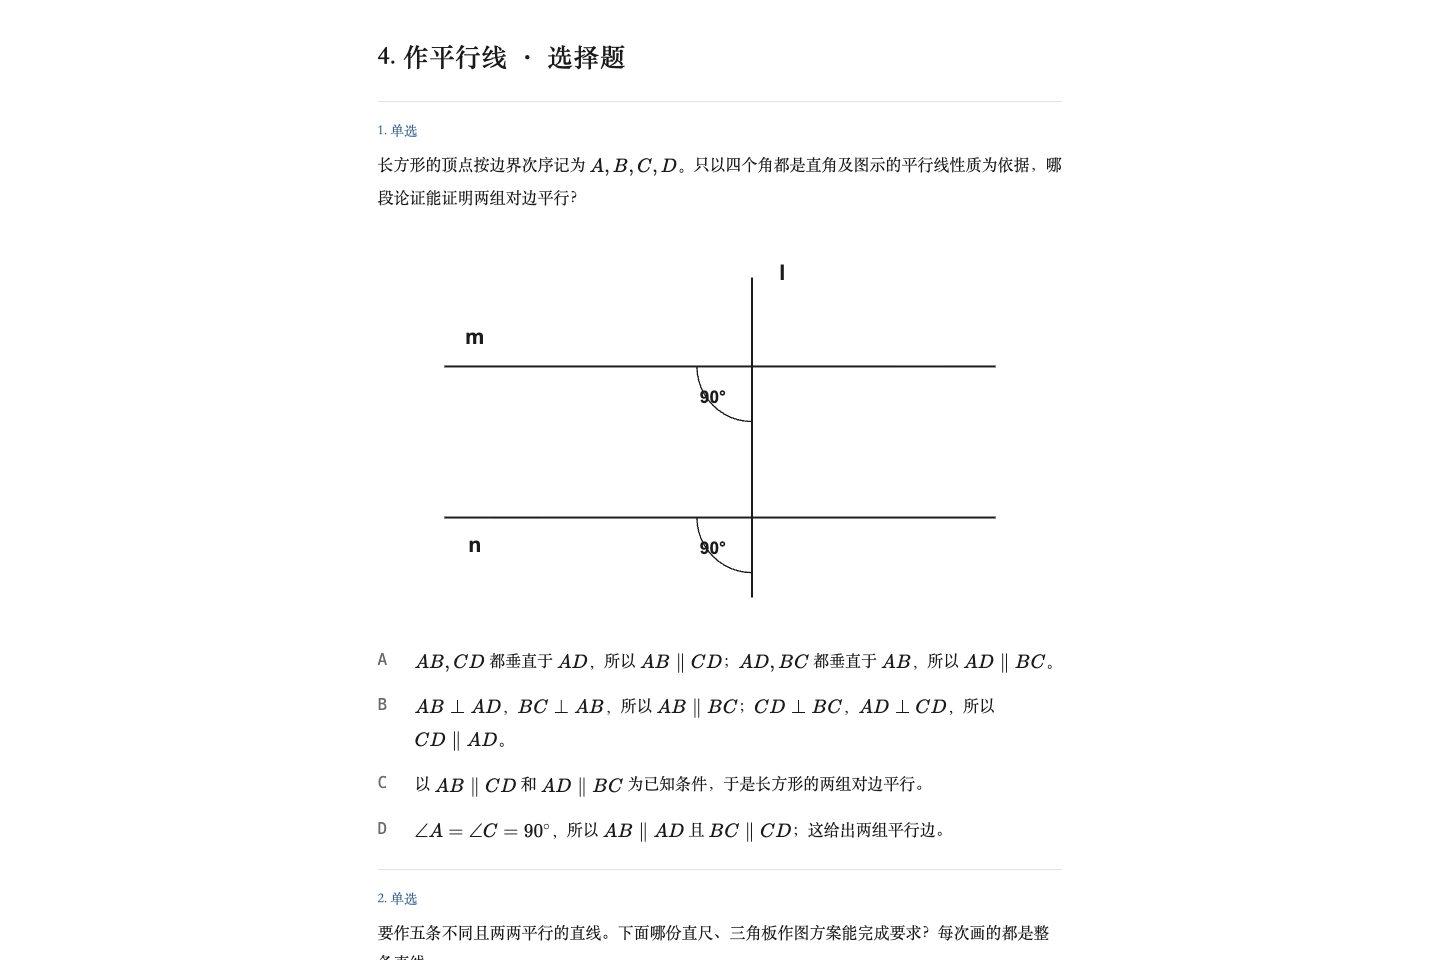 4. 作平行线 · 选择题
1. 单选
长方形的顶点按边界次序记为 A, B, C, D。只以四个角都是直角及图示的平行线性质为依据，哪
段论证能证明两组对边平行？
l
m
90°
n
90°
A AB, CD 都垂直于 AD，所以 AB ∥ CD；AD, BC 都垂直于 AB，所以 AD ∥ BC。
B AB ⊥ AD，BC ⊥ AB，所以 AB ∥ BC；CD ⊥ BC，AD ⊥ CD，所以
CD ∥ AD。
C 以 AB ∥ CD 和 AD ∥ BC 为已知条件，于是长方形的两组对边平行。
D ∠A = ∠C = 90°，所以 AB ∥ AD 且 BC ∥ CD；这给出两组平行边。
2. 单选
要作五条不同且两两平行的直线。下面哪份直尺、三角板作图方案能完成要求？每次画的都是整